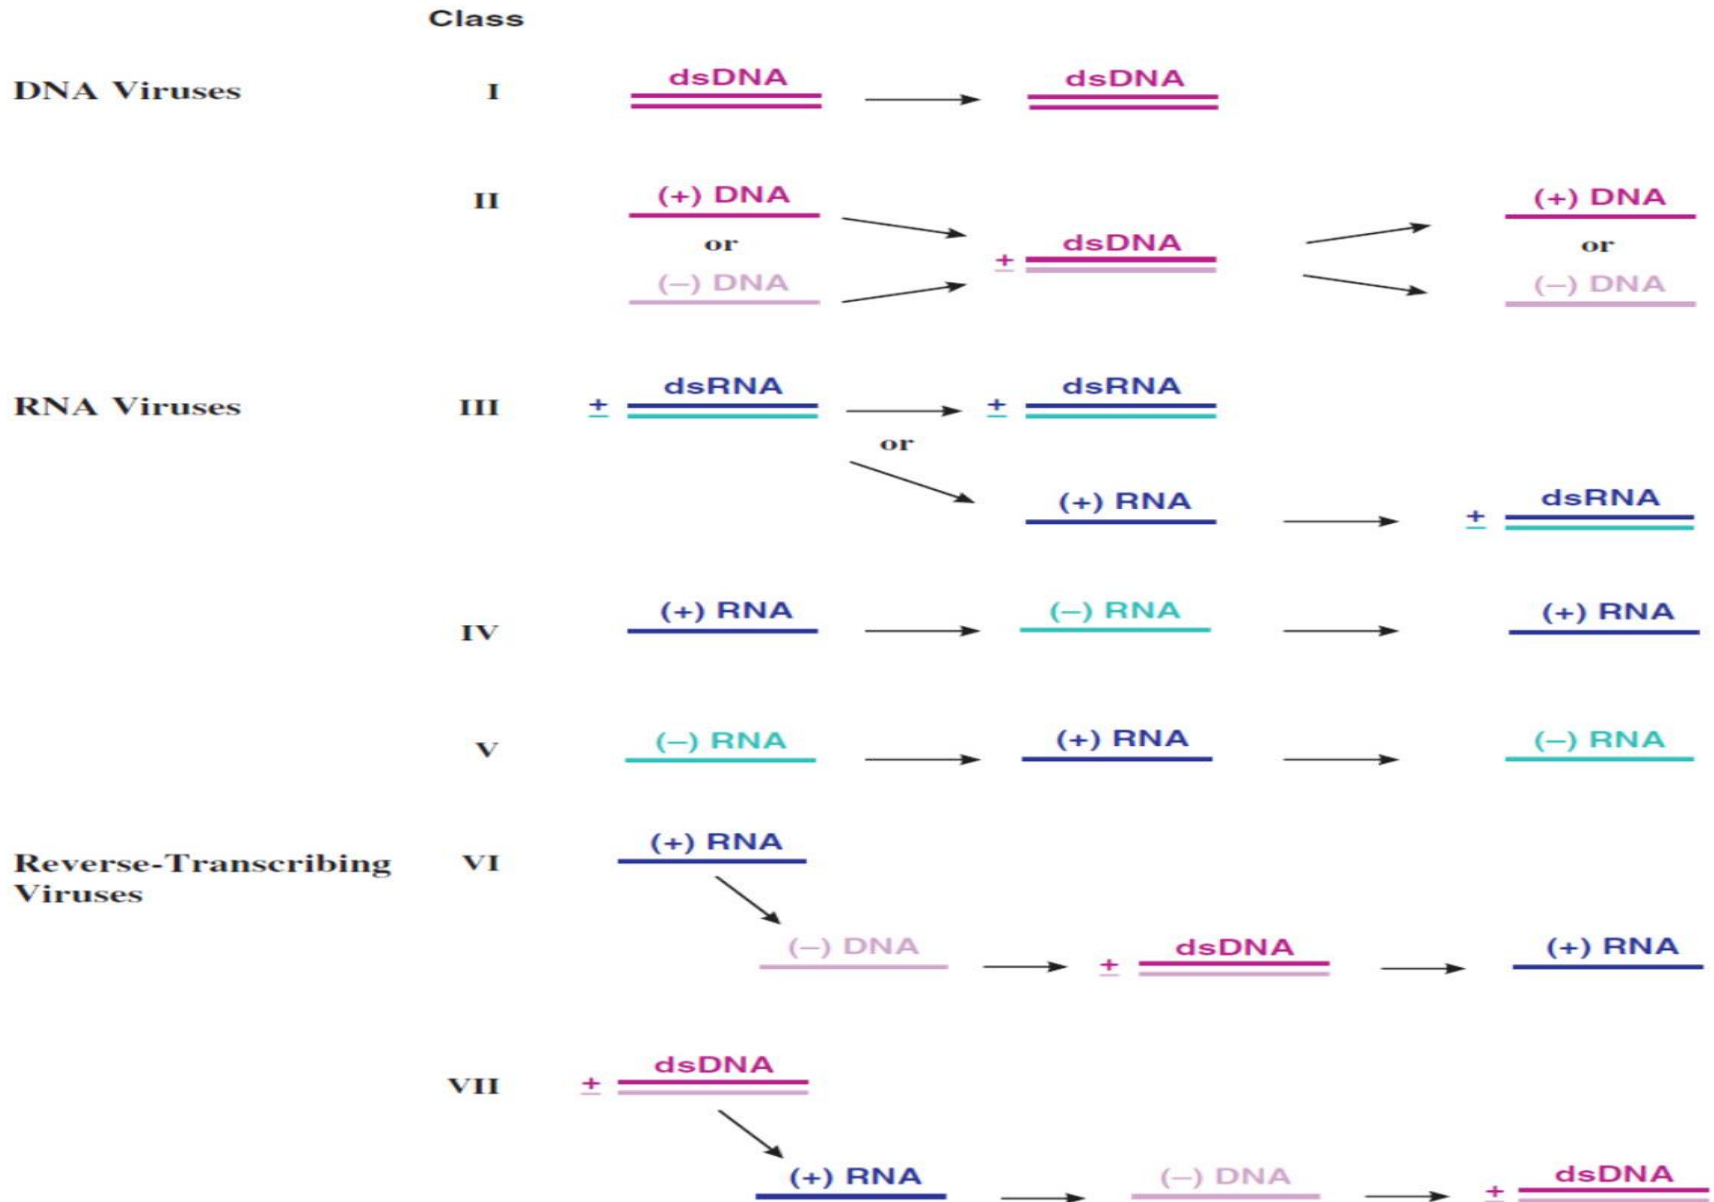 Class
DNA Viruses I dsDNA dsDNA
II (+) DNA (+) DNA
or dsDNA or
±
(–) DNA (–) DNA
RNA Viruses III ± dsRNA ± dsRNA
or
(+) RNA ± dsRNA
IV (+) RNA (–) RNA (+) RNA
V (–) RNA (+) RNA (–) RNA
Reverse-Transcribing VI (+) RNA
Viruses
(–) DNA ± dsDNA (+) RNA
VII ± dsDNA
(+) RNA (–) DNA ± dsDNA